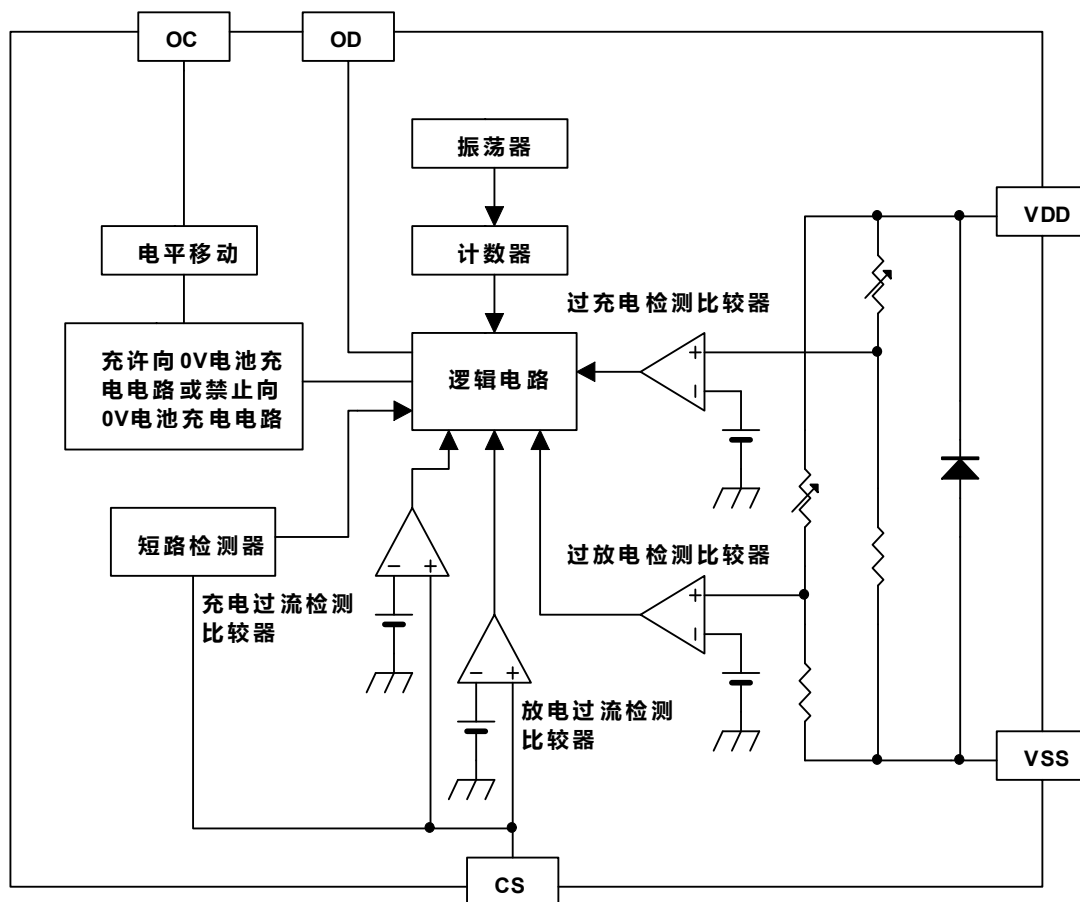 OC
OD
振荡器
VDD
电平移动
计数器
过充电检测比较器
充许向0V电池充
电电路或禁止向
0V电池充电电路
逻辑电路
+
−
短路检测器
过放电检测比较器
−
+
+
−
充电过流检测
比较器
−
+
放电过流检测
比较器
VSS
CS